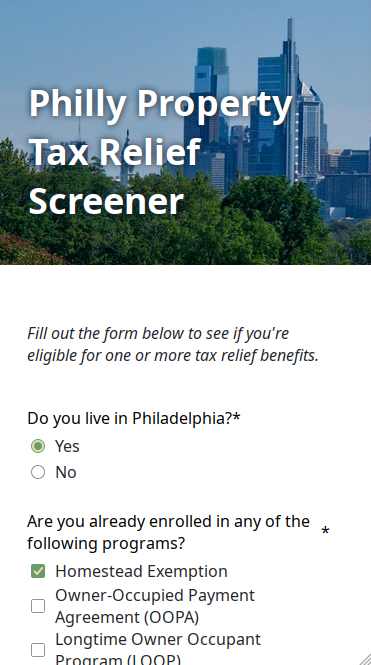 Philly Property
Tax Relief
Screener
Fill out the form below to see if you're
eligible for one or more tax relief benefits.
Do you live in Philadelphia?*
Yes
No
Are you already enrolled in any of the
following programs? *
Homestead Exemption
Owner-Occupied Payment
Agreement (OOPA)
Longtime Owner Occupant
Program (LOOP)